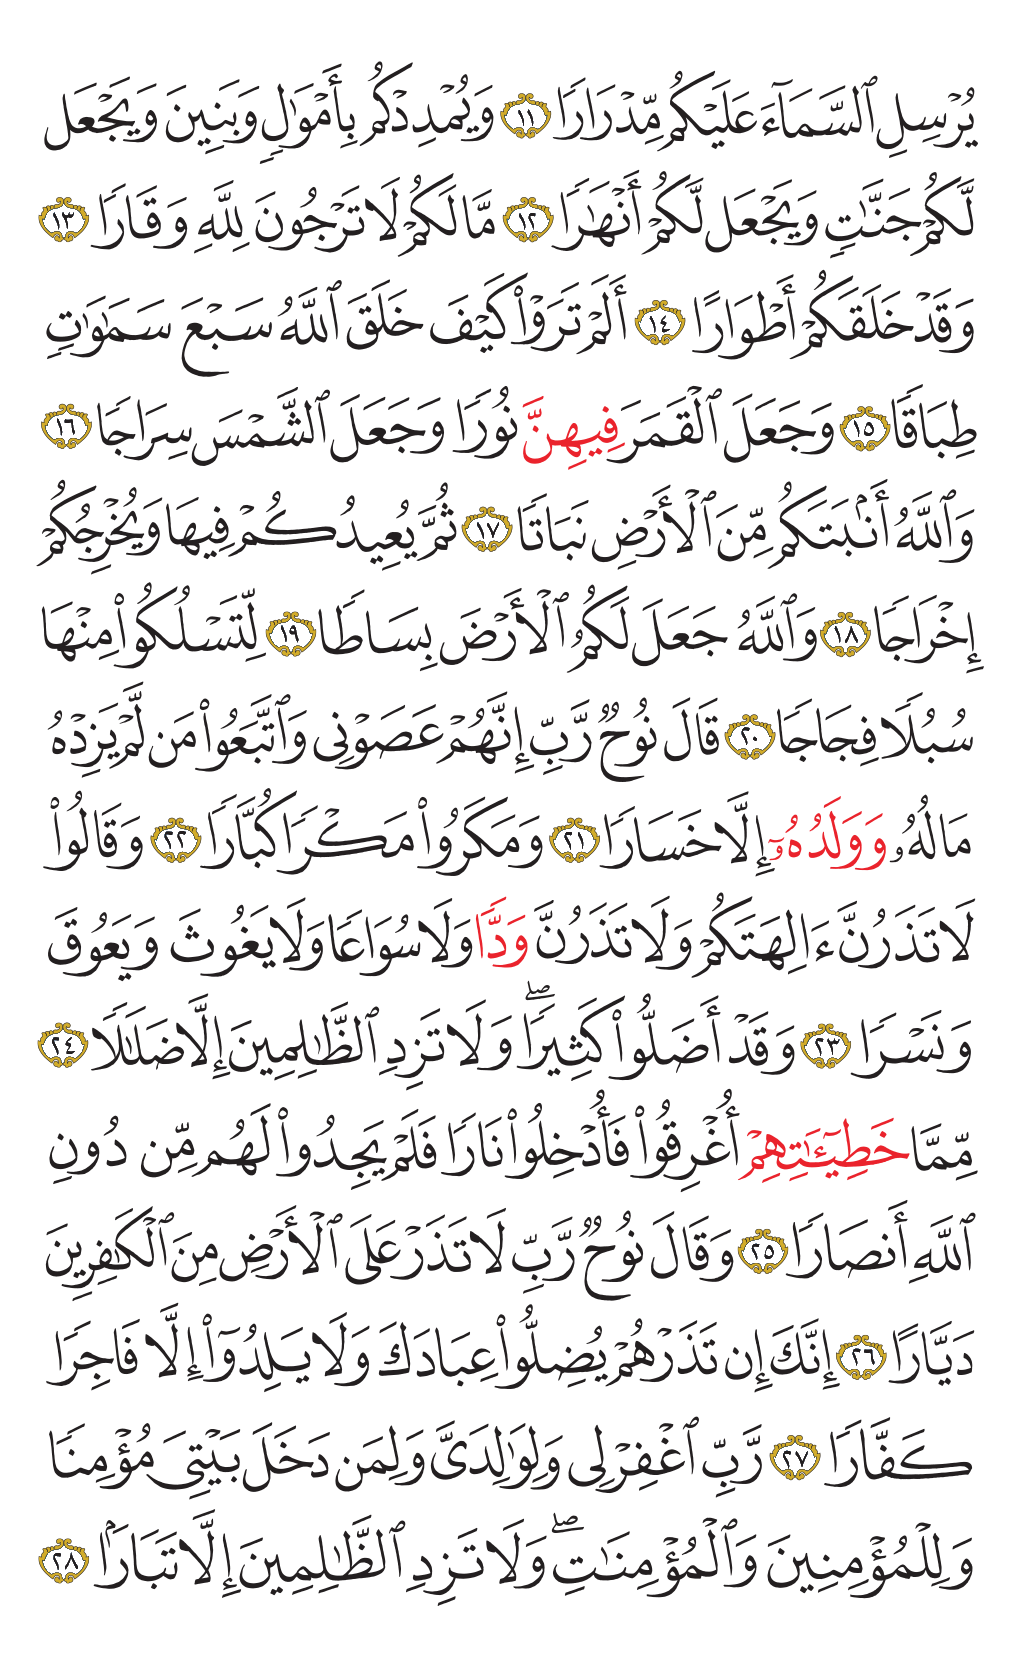 يُرْسِلِ ٱلسَّمَآءَ عَلَيْكُم مِّدْرَارًا ١١ وَيُمْدِدْكُم بِأَمْوَٰلٍ وَبَنِينَ وَيَجْعَل
لَّكُمْ جَنَّٰتٍ وَيَجْعَل لَّكُمْ أَنْهَٰرًا ١٢ مَّا لَكُمْ لَا تَرْجُونَ لِلَّهِ وَقَارًا ١٣
وَقَدْ خَلَقَكُمْ أَطْوَارًا ١٤ أَلَمْ تَرَوْا۟ كَيْفَ خَلَقَ ٱللَّهُ سَبْعَ سَمَٰوَٰتٍ
طِبَاقًا ١٥ وَجَعَلَ ٱلْقَمَرَ فِيهِنَّ نُورًا وَجَعَلَ ٱلشَّمْسَ سِرَاجًا ١٦
وَٱللَّهُ أَنۢبَتَكُم مِّنَ ٱلْأَرْضِ نَبَاتًا ١٧ ثُمَّ يُعِيدُكُمْ فِيهَا وَيُخْرِجُكُمْ
إِخْرَاجًا ١٨ وَٱللَّهُ جَعَلَ لَكُمُ ٱلْأَرْضَ بِسَاطًا ١٩ لِّتَسْلُكُوا۟ مِنْهَا
سُبُلًا فِجَاجًا ٢٠ قَالَ نُوحٌ رَّبِّ إِنَّهُمْ عَصَوْنِى وَٱتَّبَعُوا۟ مَن لَّمْ يَزِدْهُ
مَالُهُۥ وَوَلَدُهُۥٓ إِلَّا خَسَارًا ٢١ وَمَكَرُوا۟ مَكْرًا كُبَّارًا ٢٢ وَقَالُوا۟
لَا تَذَرُنَّ ءَالِهَتَكُمْ وَلَا تَذَرُنَّ وَدًّا وَلَا سُوَاعًا وَلَا يَغُوثَ وَيَعُوقَ
وَنَسْرًا ٢٣ وَقَدْ أَضَلُّوا۟ كَثِيرًا ۖ وَلَا تَزِدِ ٱلظَّٰلِمِينَ إِلَّا ضَلَٰلًا ٢٤
مِّمَّا خَطِيٓـَٰٔتِهِمْ أُغْرِقُوا۟ فَأُدْخِلُوا۟ نَارًا فَلَمْ يَجِدُوا۟ لَهُم مِّن دُونِ
ٱللَّهِ أَنصَارًا ٢٥ وَقَالَ نُوحٌ رَّبِّ لَا تَذَرْ عَلَى ٱلْأَرْضِ مِنَ ٱلْكَٰفِرِينَ
دَيَّارًا ٢٦ إِنَّكَ إِن تَذَرْهُمْ يُضِلُّوا۟ عِبَادَكَ وَلَا يَلِدُوٓا۟ إِلَّا فَاجِرًا
كَفَّارًا ٢٧ رَّبِّ ٱغْفِرْ لِى وَلِوَٰلِدَىَّ وَلِمَن دَخَلَ بَيْتِىَ مُؤْمِنًا
وَلِلْمُؤْمِنِينَ وَٱلْمُؤْمِنَٰتِ ۖ وَلَا تَزِدِ ٱلظَّٰلِمِينَ إِلَّا تَبَارًۢا ٢٨